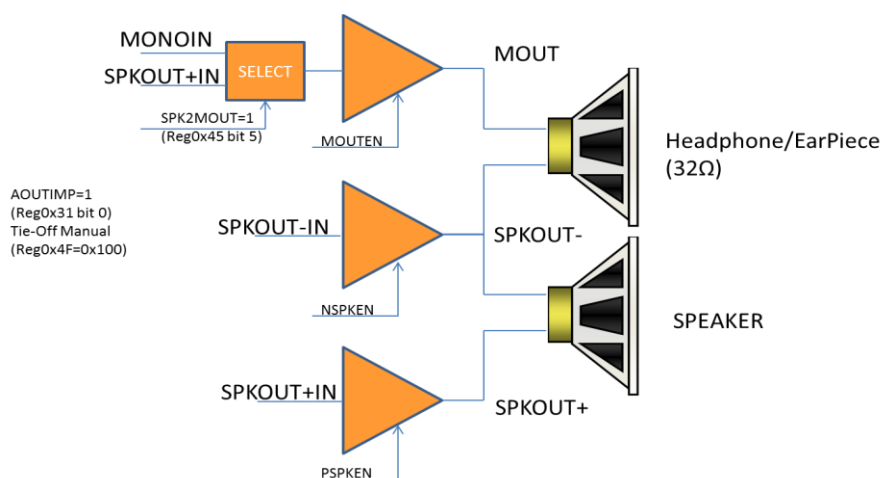 MONOIN
SPKOUT+IN
SELECT
MOUT
SPK2MOUT=1
(Reg0x45 bit 5)
MOUTEN
Headphone/EarPiece
(32Ω)
AOUTIMP=1
(Reg0x31 bit 0)
Tie-Off Manual
(Reg0x4F=0x100)
SPKOUT-IN
SPKOUT-
NSPKEN
SPEAKER
SPKOUT+IN
SPKOUT+
PSPKEN